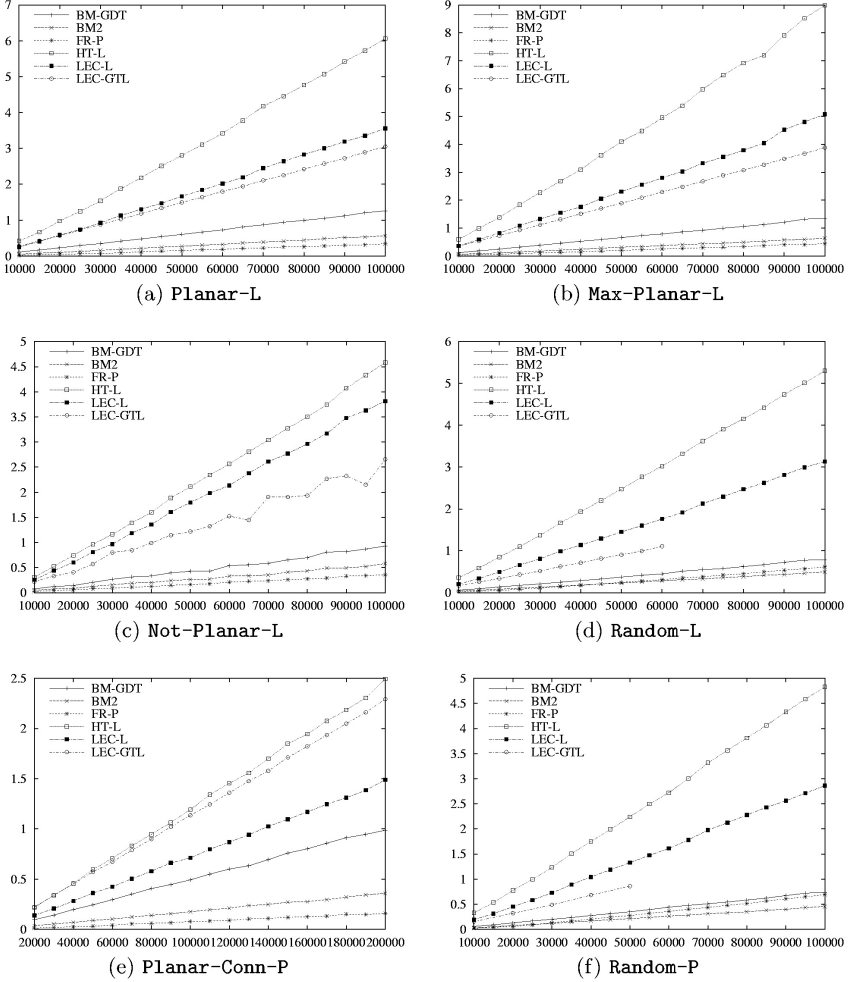 7
6
5
4
3
2
1
0
BM-GDT
BM2
FR-P
HT-L
LEC-L
LEC-GTL
10000 20000 30000 40000 50000 60000 70000 80000 90000 100000
(a) Planar-L
9
8
7
6
5
4
3
2
1
0
BM-GDT
BM2
FR-P
HT-L
LEC-L
LEC-GTL
10000 20000 30000 40000 50000 60000 70000 80000 90000 100000
(b) Max-Planar-L
5
4.5
4
3.5
3
2.5
2
1.5
1
0.5
0
BM-GDT
BM2
FR-P
HT-L
LEC-L
LEC-GTL
10000 20000 30000 40000 50000 60000 70000 80000 90000 100000
(c) Not-Planar-L
6
5
4
3
2
1
0
BM-GDT
BM2
FR-P
HT-L
LEC-L
LEC-GTL
10000 20000 30000 40000 50000 60000 70000 80000 90000 100000
(d) Random-L
2.5
2
1.5
1
0.5
0
BM-GDT
BM2
FR-P
HT-L
LEC-L
LEC-GTL
20000 40000 60000 80000 100000 120000 140000 160000 180000 200000
(e) Planar-Conn-P
5
4.5
4
3.5
3
2.5
2
1.5
1
0.5
0
BM-GDT
BM2
FR-P
HT-L
LEC-L
LEC-GTL
10000 20000 30000 40000 50000 60000 70000 80000 90000 100000
(f) Random-P